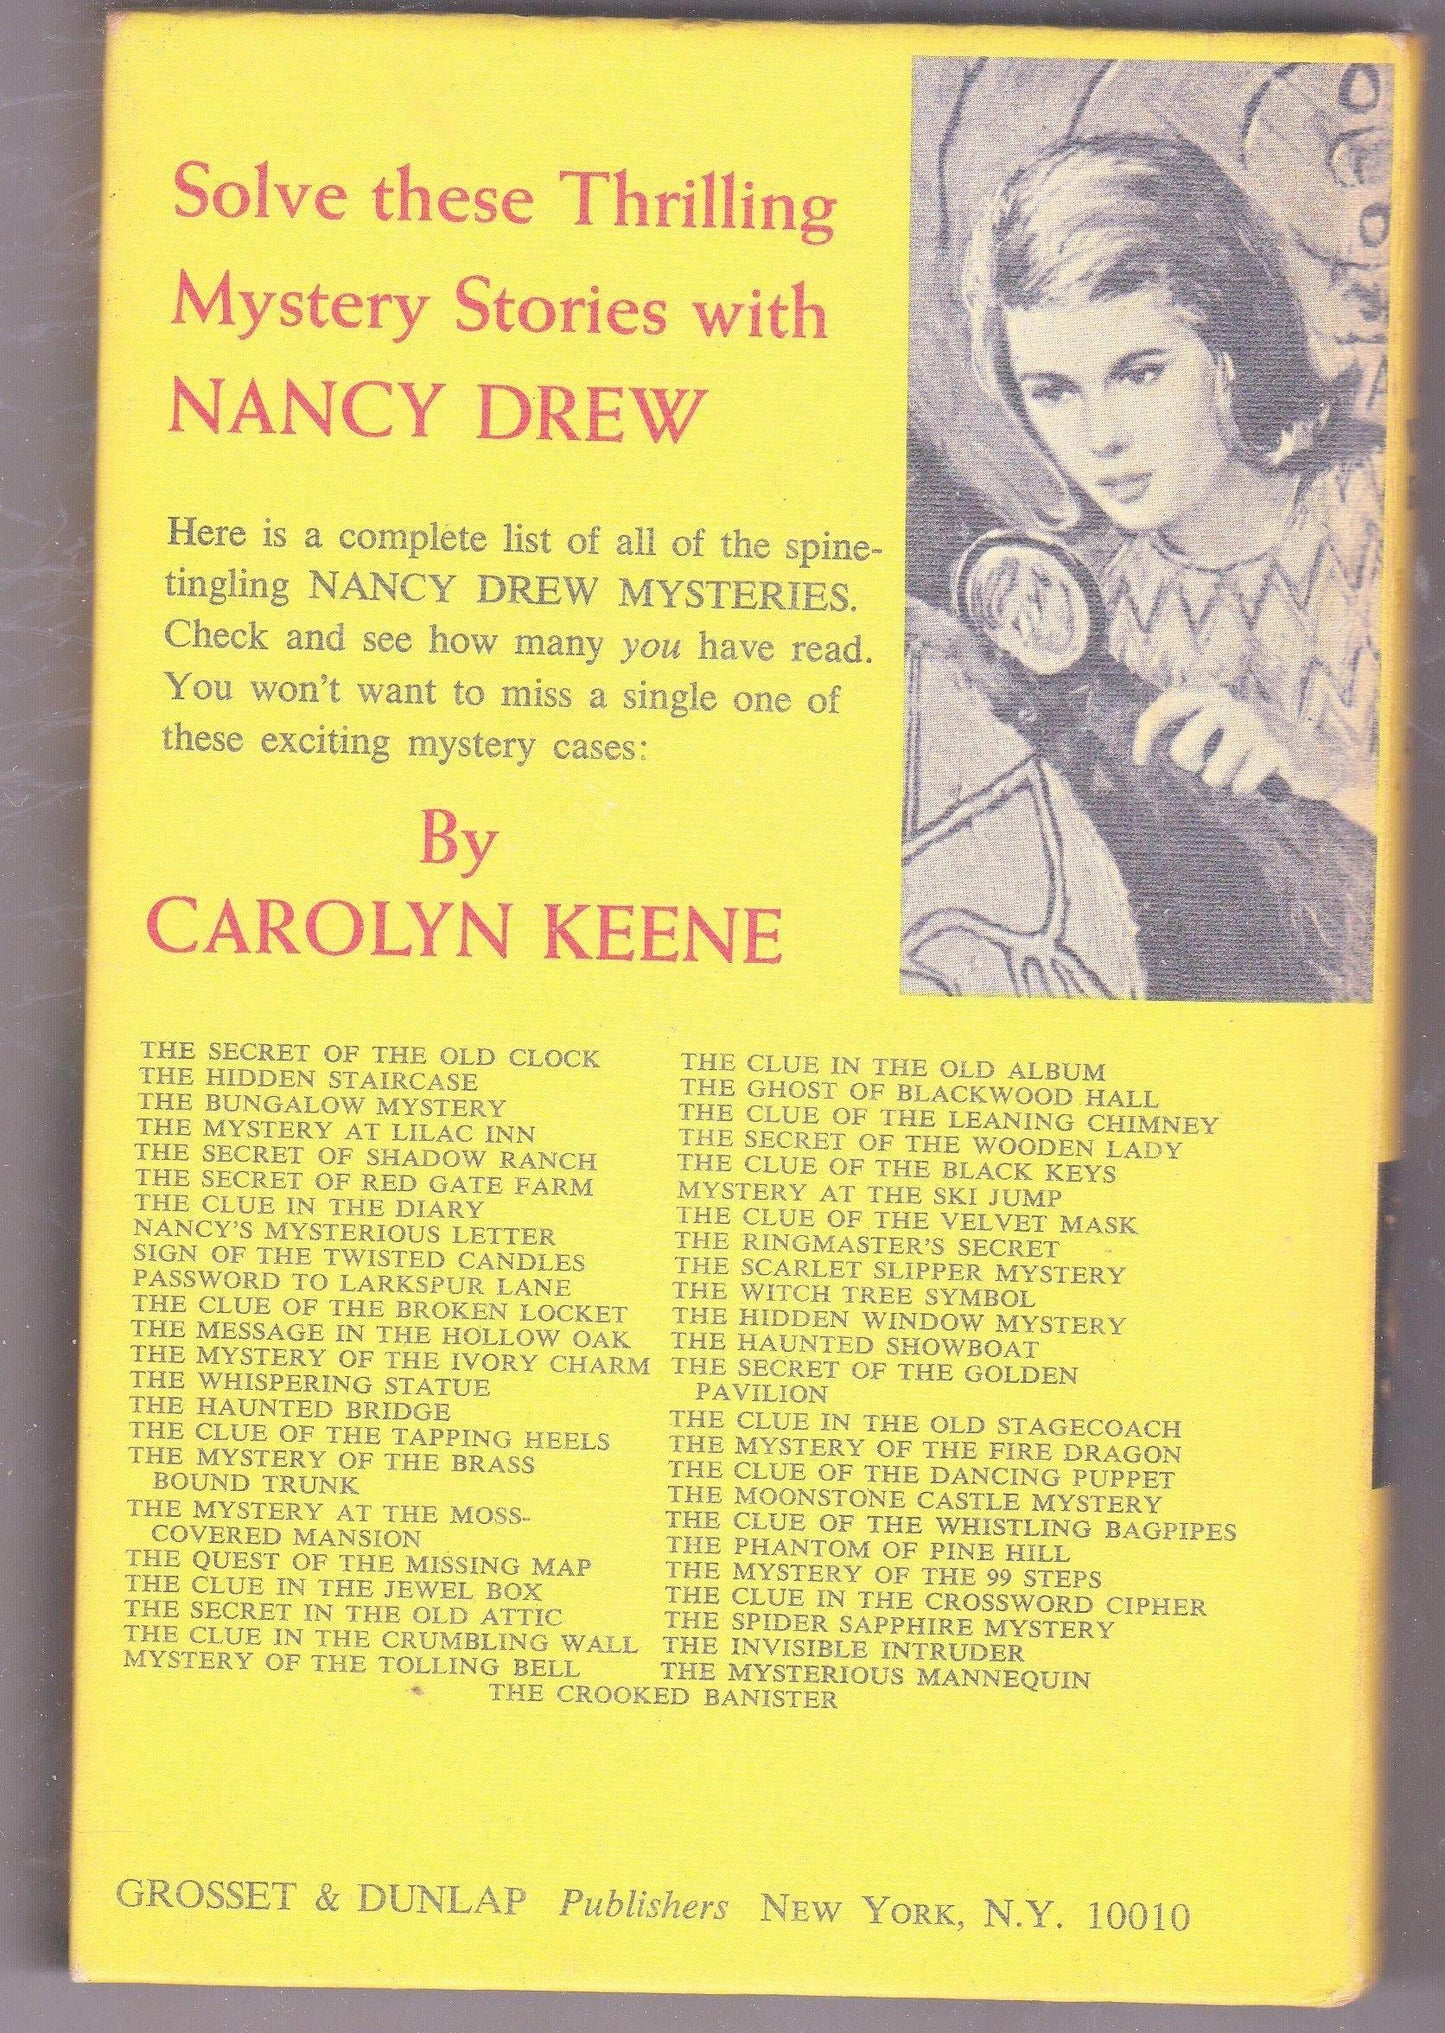 Solve these Thrilling
Mystery Stories with
NANCY DREW
Here is a complete list of all of the spine-
tingling NANCY DREW MYSTERIES.
Check and see how many you have read.
You won't want to miss a single one of
these exciting mystery cases:
By
CAROLYN KEENE
THE SECRET OF THE OLD CLOCK
THE HIDDEN STAIRCASE
THE BUNGALOW MYSTERY
THE MYSTERY AT LILAC INN
THE SECRET OF SHADOW RANCH
THE SECRET OF RED GATE FARM
THE CLUE IN THE DIARY
NANCY'S MYSTERIOUS LETTER
SIGN OF THE TWISTED CANDLES
PASSWORD TO LARKSPUR LANE
THE CLUE OF THE BROKEN LOCKET
THE MESSAGE IN THE HOLLOW OAK
THE MYSTERY OF THE IVORY CHARM
THE WHISPERING STATUE
THE HAUNTED BRIDGE
THE CLUE OF THE TAPPING HEELS
THE MYSTERY OF THE BRASS
BOUND TRUNK
THE MYSTERY AT THE MOSS-
COVERED MANSION
THE QUEST OF THE MISSING MAP
THE CLUE IN THE JEWEL BOX
THE SECRET IN THE OLD ATTIC
THE CLUE IN THE CRUMBLING WALL
MYSTERY OF THE TOLLING BELL
THE CLUE IN THE OLD ALBUM
THE GHOST OF BLACKWOOD HALL
THE CLUE OF THE LEANING CHIMNEY
THE SECRET OF THE WOODEN LADY
THE CLUE OF THE BLACK KEYS
MYSTERY AT THE SKI JUMP
THE CLUE OF THE VELVET MASK
THE RINGMASTER'S SECRET
THE SCARLET SLIPPER MYSTERY
THE WITCH TREE SYMBOL
THE HIDDEN WINDOW MYSTERY
THE HAUNTED SHOWBOAT
THE SECRET OF THE GOLDEN
PAVILION
THE CLUE IN THE OLD STAGECOACH
THE MYSTERY OF THE FIRE DRAGON
THE CLUE OF THE DANCING PUPPET
THE MOONSTONE CASTLE MYSTERY
THE CLUE OF THE WHISTLING BAGPIPES
THE PHANTOM OF PINE HILL
THE MYSTERY OF THE 99 STEPS
THE CLUE IN THE CROSSWORD CIPHER
THE SPIDER SAPPHIRE MYSTERY
THE INVISIBLE INTRUDER
THE MYSTERIOUS MANNEQUIN
THE CROOKED BANISTER
GROSSET & DUNLAP Publishers NEW YORK, N.Y. 10010